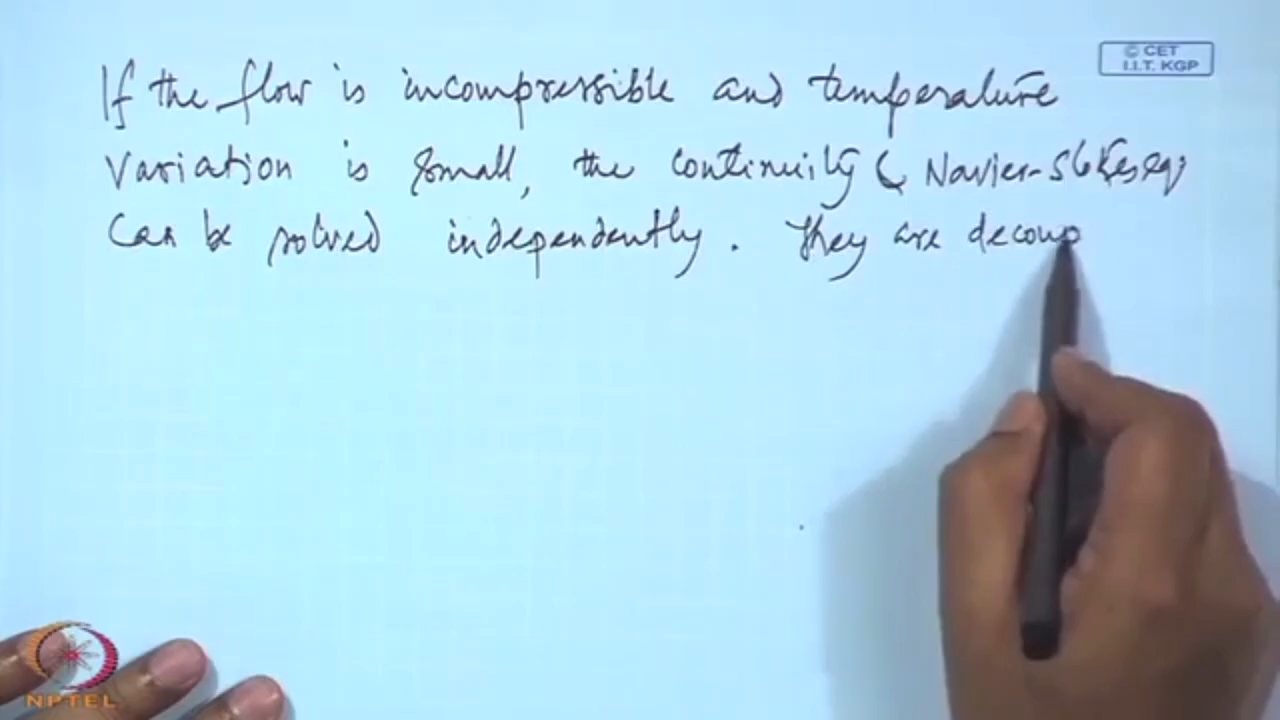 © CET
I.I.T. KGP
If the flow is incompressible and temperature
variation is small, the continuity & Navier-Stokes eqs
can be solved independently. They are decoup
NPTEL